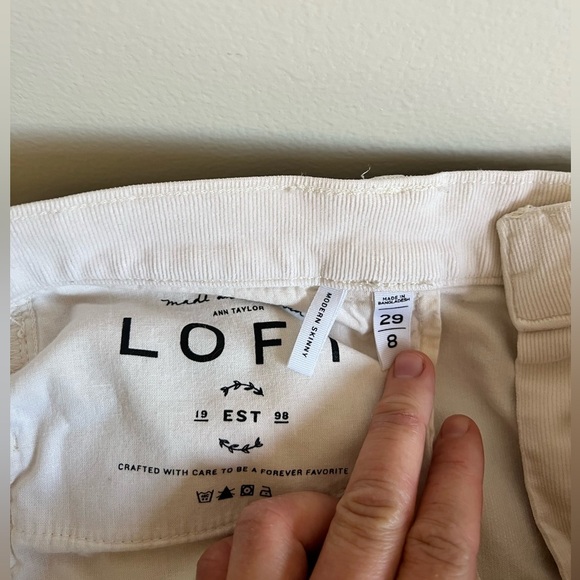 made
ANN TAYLOR
LOFT
19 EST 98
CRAFTED WITH CARE TO BE A FOREVER FAVORITE
MODERN SKINNY
MADE IN
BANGLADESH
29
8